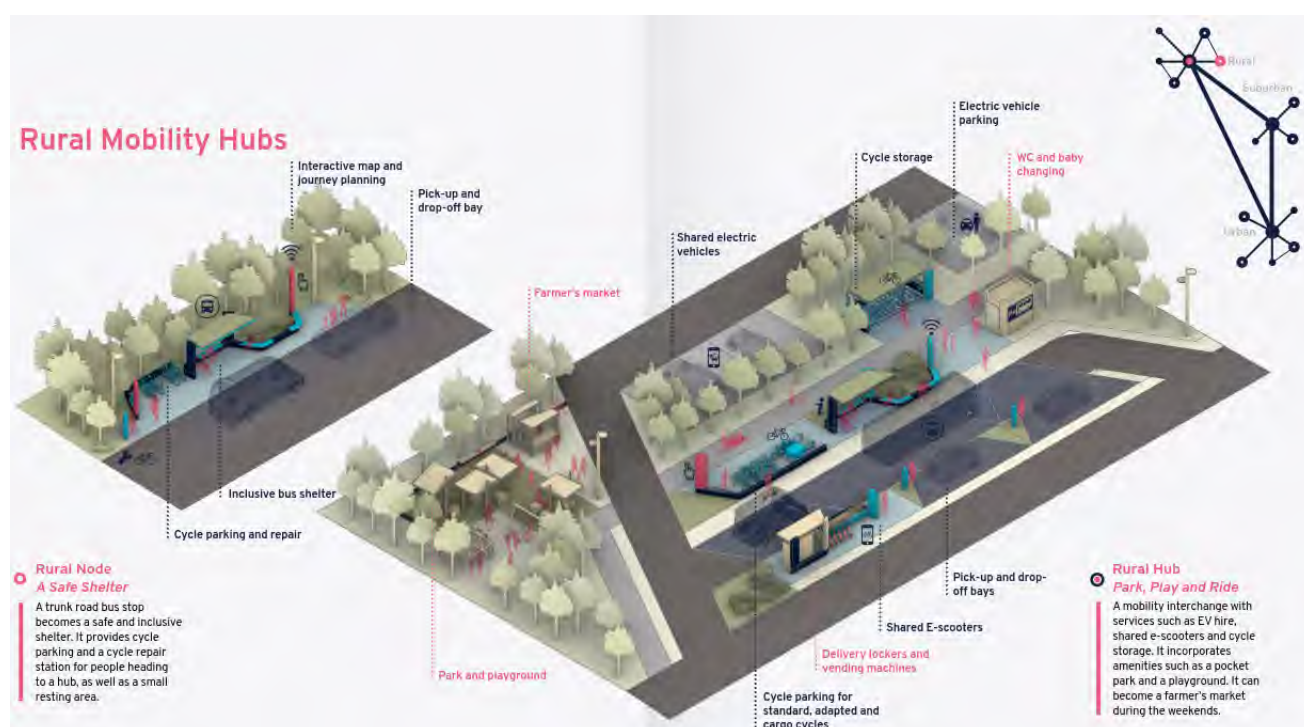 Rural Mobility Hubs
Interactive map and
journey planning
Pick-up and
drop-off bay
Inclusive bus shelter
Cycle parking and repair
Rural Node
A Safe Shelter
A trunk road bus stop
becomes a safe and inclusive
shelter. It provides cycle
parking and a cycle repair
station for people heading
to a hub, as well as a small
resting area.
Farmer's market
Park and playground
Shared electric
vehicles
Cycle storage
Electric vehicle
parking
WC and baby
changing
Rural
Suburban
Urban
Pick-up and drop-
off bays
Shared E-scooters
Delivery lockers and
vending machines
Cycle parking for
standard, adapted and
cargo cycles
Rural Hub
Park, Play and Ride
A mobility interchange with
services such as EV hire,
shared e-scooters and cycle
storage. It incorporates
amenities such as a pocket
park and a playground. It can
become a farmer's market
during the weekends.